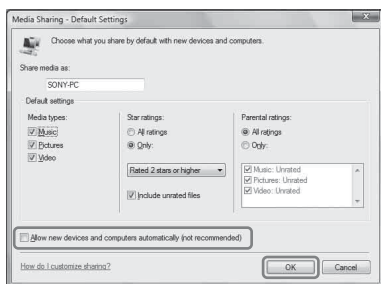 Media Sharing - Default Settings
Choose what you share by default with new devices and computers.
Share media as:
SONY-PC
Default settings
Media types:
Music
Pictures
Video
Star ratings:
All ratings
Only:
Rated 2 stars or higher
Include unrated files
Parental ratings:
All ratings
Only:
Music: Unrated
Pictures: Unrated
Video: Unrated
Allow new devices and computers automatically (not recommended)
How do I customize sharing?
OK
Cancel